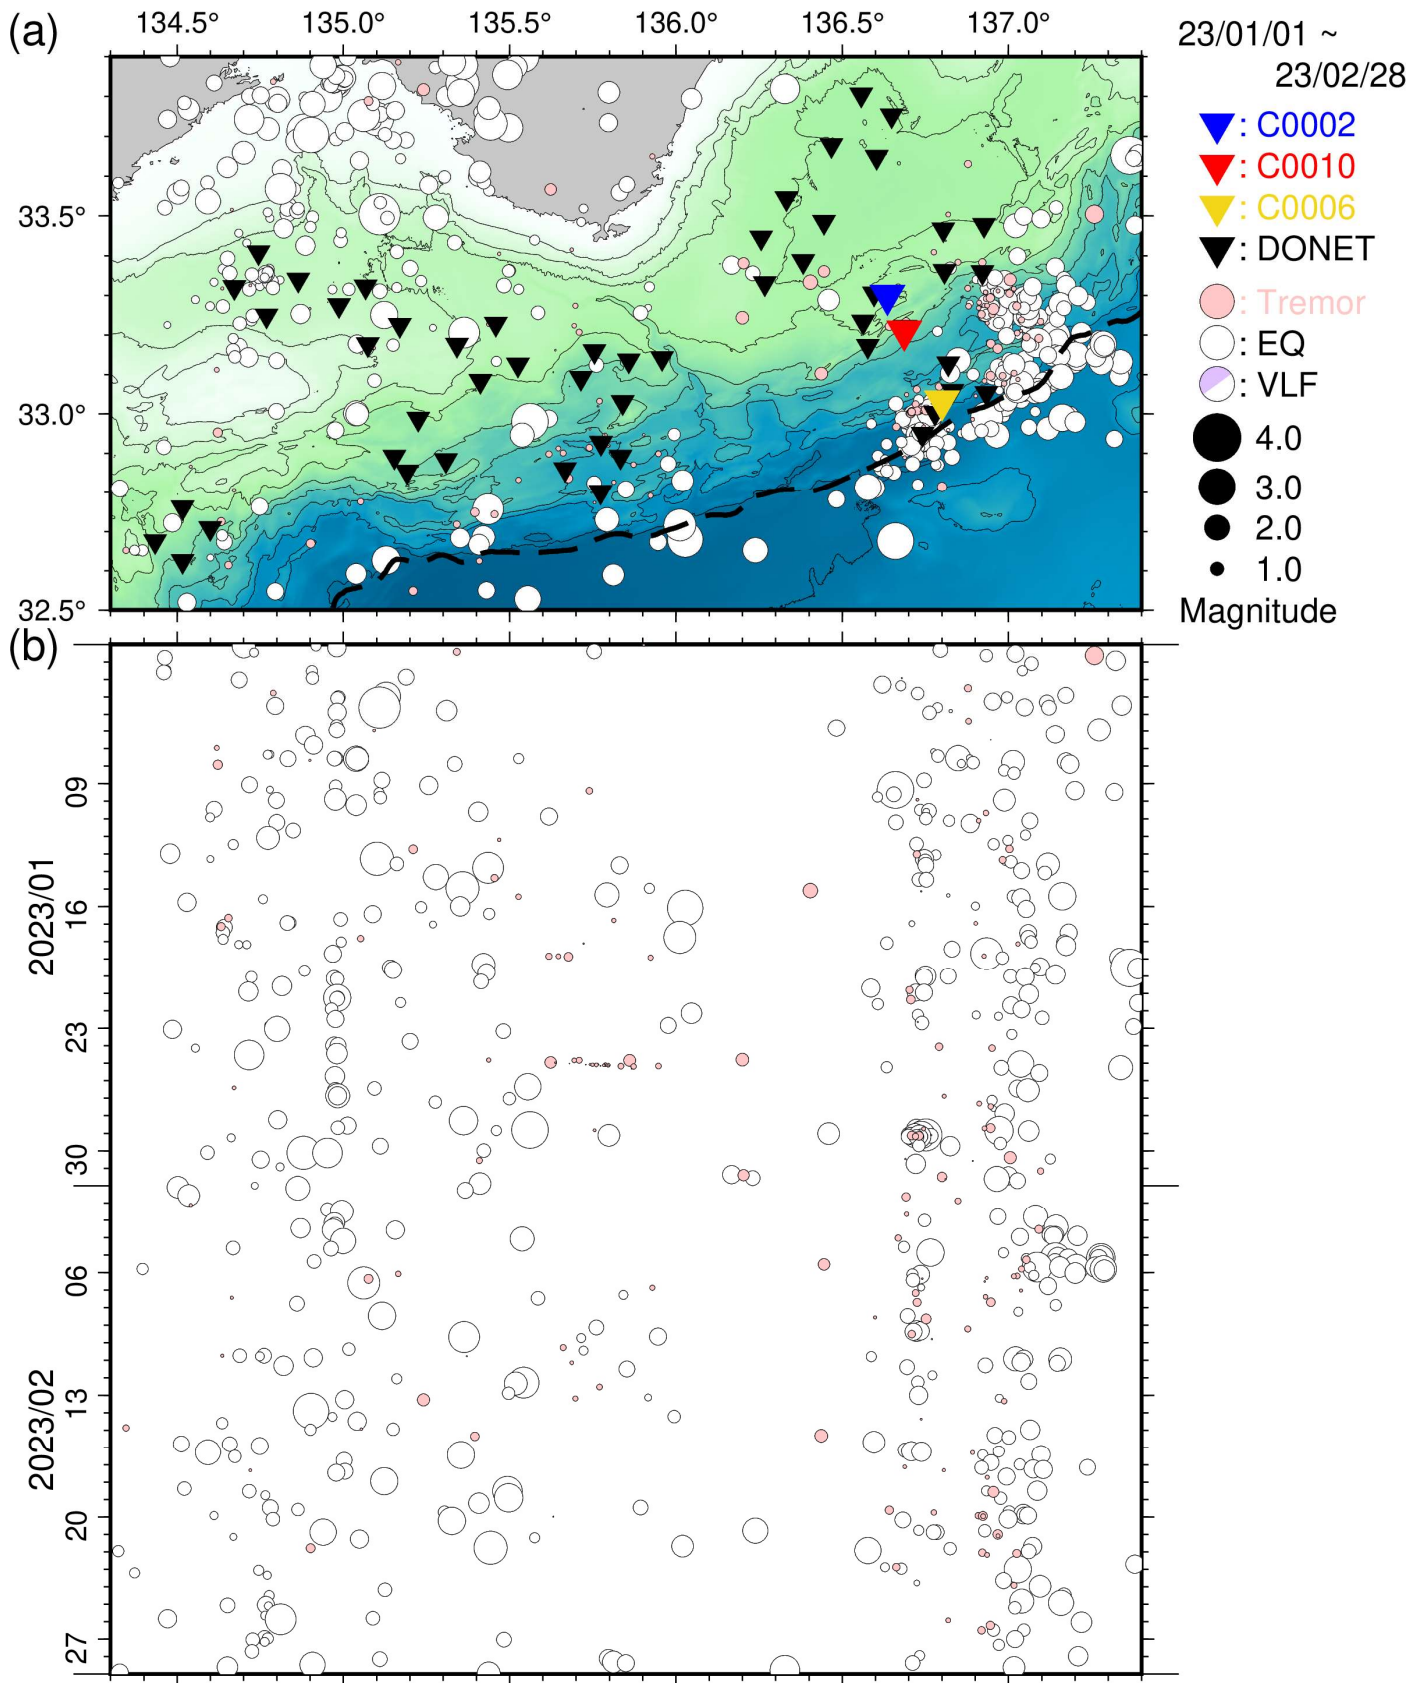 (a)
134.5° 135.0° 135.5° 136.0° 136.5° 137.0°
33.5°
33.0°
32.5°
23/01/01 ~
23/02/28
: C0002
: C0010
: C0006
: DONET
: Tremor
: EQ
: VLF
4.0
3.0
2.0
1.0
Magnitude
(b)
09
16
23
30
06
13
20
27
2023/01
2023/02